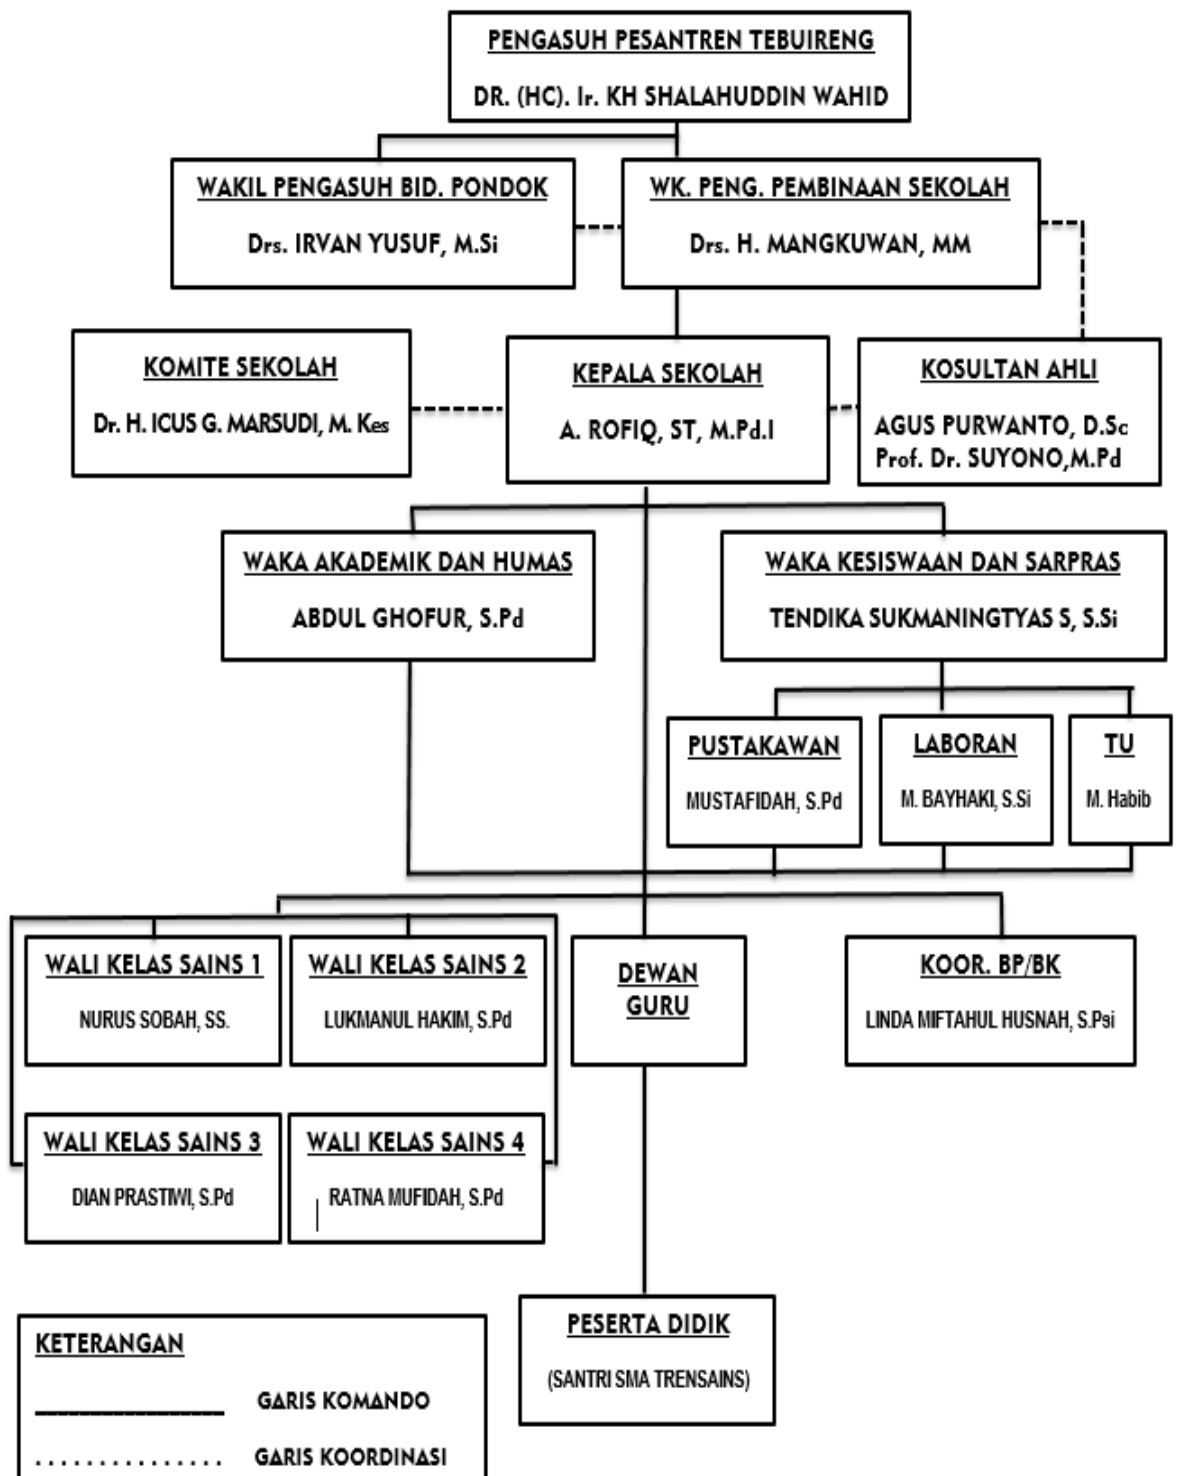 PENGASUH PESANTREN TEBUIRENG
DR. (HC). Ir. KH SHALAHUDDIN WAHID
WAKIL PENGASUH BID. PONDOK
Drs. IRVAN YUSUF, M.Si
WK. PENG. PEMBINAAN SEKOLAH
Drs. H. MANGKUWAN, MM
KOMITE SEKOLAH
Dr. H. ICUS G. MARSUDI, M. Kes
KEPALA SEKOLAH
A. ROFIQ, ST, M.Pd.I
KOSULTAN AHLI
AGUS PURWANTO, D.Sc
Prof. Dr. SUYONO,M.Pd
WAKA AKADEMIK DAN HUMAS
ABDUL GHOFUR, S.Pd
WAKA KESISWAAN DAN SARPRAS
TENDIKA SUKMANINGTYAS S, S.Si
PUSTAKAWAN
MUSTAFIDAH, S.Pd
LABORAN
M. BAYHAKI, S.Si
TU
M. Habib
WALI KELAS SAINS 1
NURUS SOBAH, SS.
WALI KELAS SAINS 2
LUKMANUL HAKIM, S.Pd
DEWAN
GURU
KOOR. BP/BK
LINDA MIFTAHUL HUSNAH, S.Psi
WALI KELAS SAINS 3
DIAN PRASTIWI, S.Pd
WALI KELAS SAINS 4
RATNA MUFIDAH, S.Pd
PESERTA DIDIK
(SANTRI SMA TRENSAINS)
KETERANGAN
GARIS KOMANDO
GARIS KOORDINASI